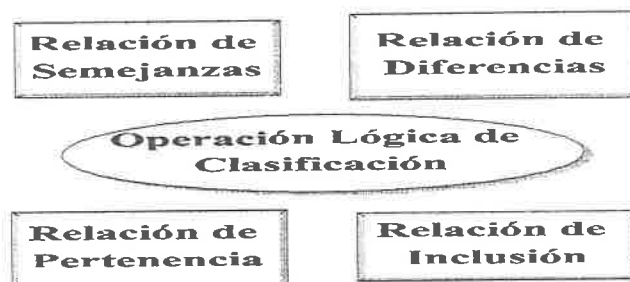 Relación de
Semejanzas
Relación de
Diferencias
Operación Lógica de
Clasificación
Relación de
Pertenencia
Relación de
Inclusión